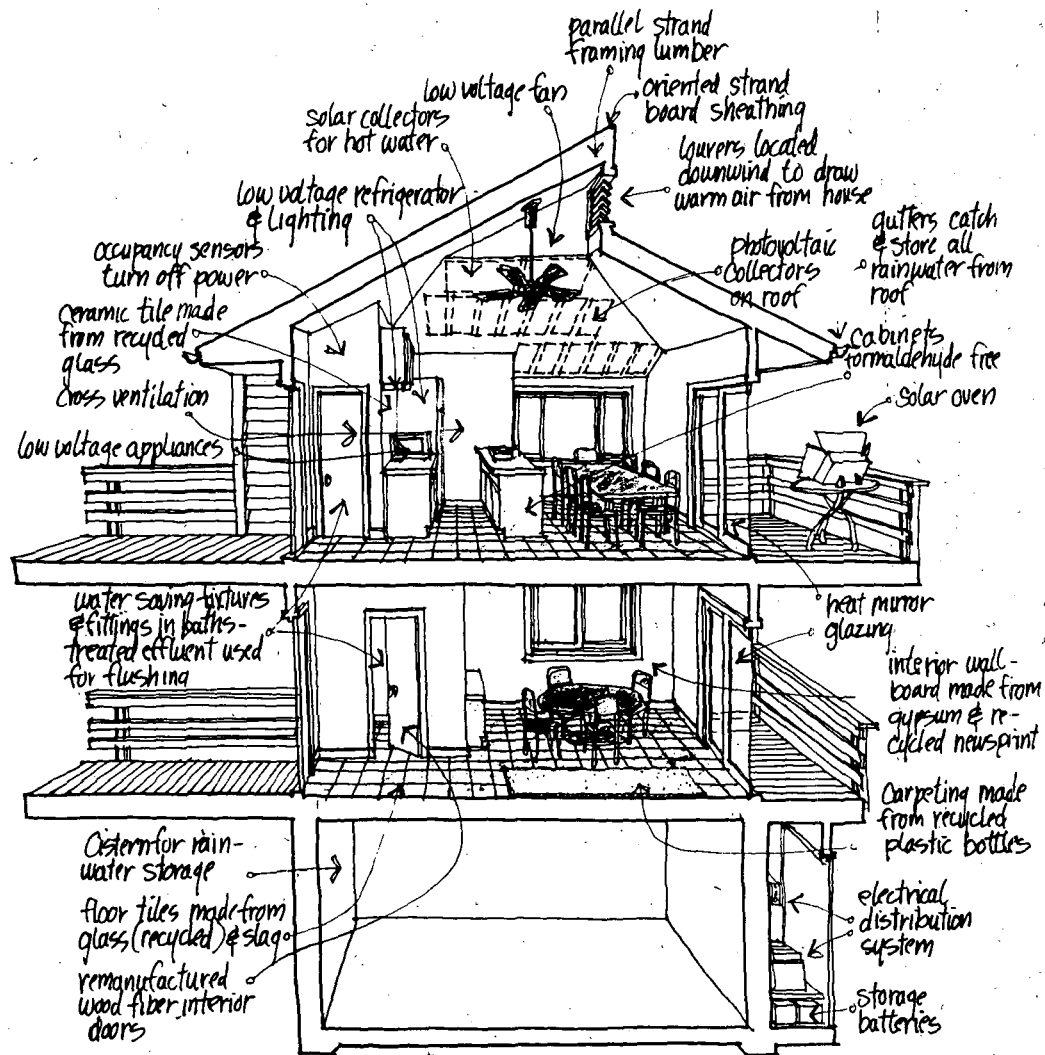 parallel strand
framing lumber
low voltage fan
oriented strand
board sheathing
solar collectors
for hot water
louvers located
downwind to draw
warm air from house
low voltage refrigerator
& lighting
gutters catch
& store all
rainwater from
roof
occupancy sensors
turn off power
photovoltaic
collectors
on roof
ceramic tile made
from recycled
glass
cabinets
formaldehyde free
cross ventilation
solar oven
low voltage appliances
water saving fixtures
& fittings in baths-
treated effluent used
for flushing
heat mirror
glazing
interior wall-
board made from
gypsum & re-
cycled newsprint
Carpeting made
from recycled
plastic bottles
Cistern for rain-
water storage
floor tiles made from
glass (recycled) & slag
electrical
distribution
system
remanufactured
wood fiber interior
doors
storage
batteries